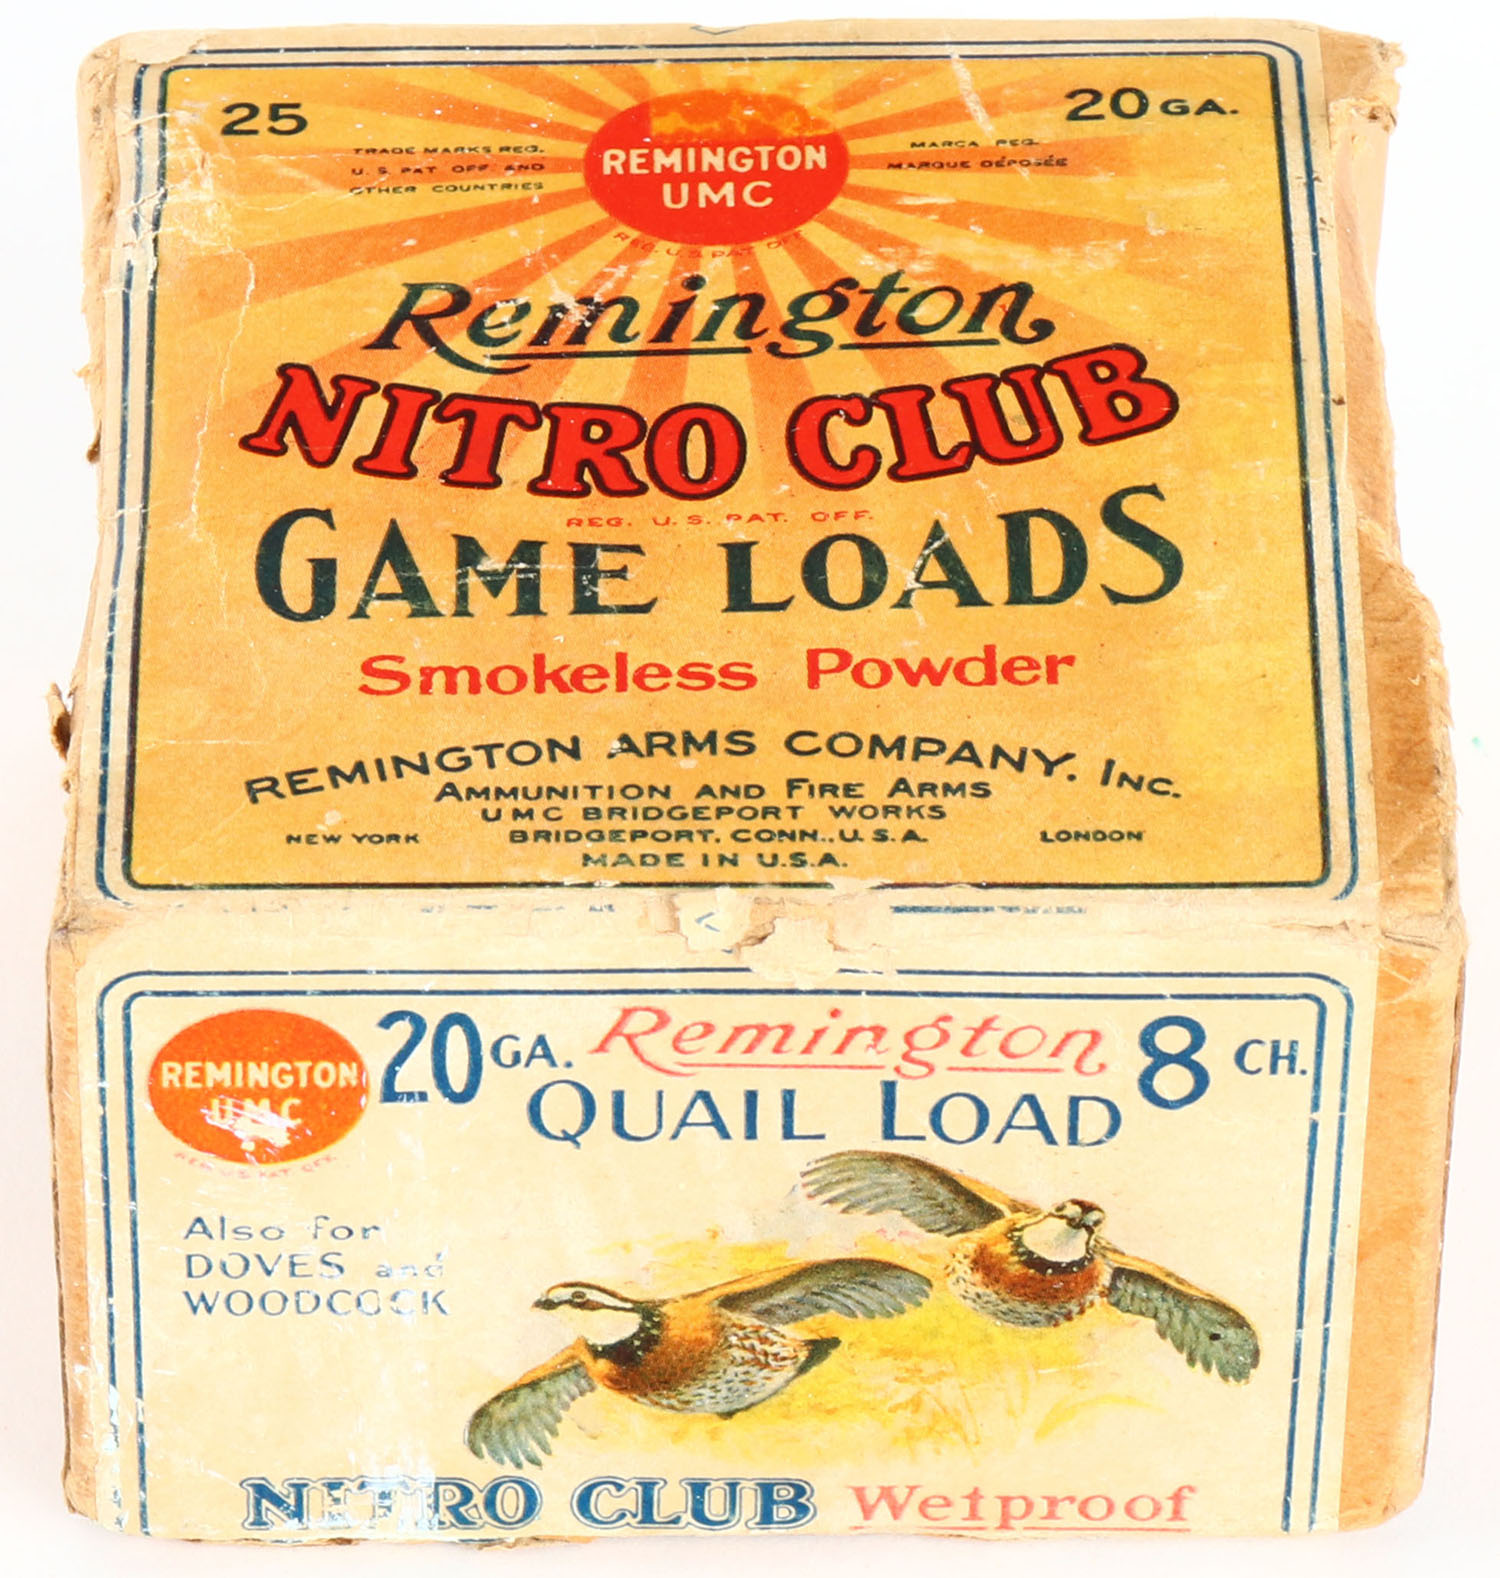 25
20 GA.
TRADE MARKS REG.
U. S. PAT. OFF. AND
OTHER COUNTRIES
REMINGTON
UMC
REG. U.S. PAT. OFF.
MARCA REG.
MARQUE DÉPOSÉE
Remington
NITRO CLUB
REG. U. S. PAT. OFF.
GAME LOADS
Smokeless Powder
REMINGTON ARMS COMPANY, INC.
AMMUNITION AND FIRE ARMS
UMC BRIDGEPORT WORKS
NEW YORK BRIDGEPORT, CONN., U. S. A. LONDON
MADE IN U.S.A.
REMINGTON
UMC
REG. U.S. PAT. OFF.
20 GA. Remington 8 CH.
QUAIL LOAD
Also for
DOVES and
WOODCOCK
NITRO CLUB Wetproof